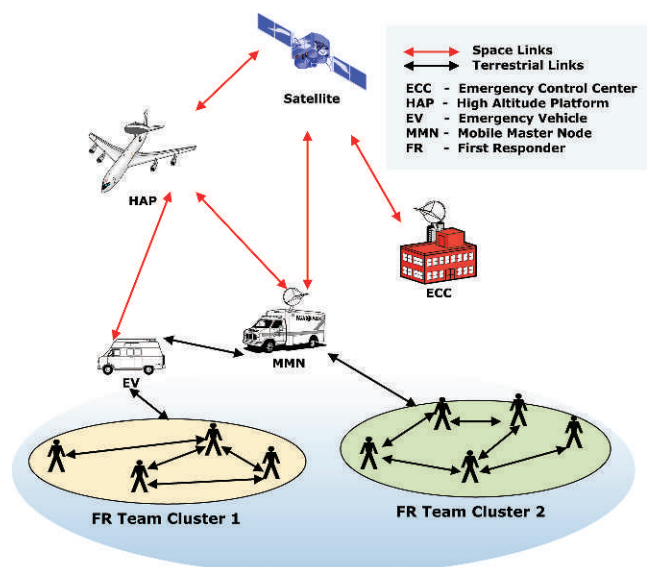 Satellite
Space Links
Terrestrial Links
ECC - Emergency Control Center
HAP - High Altitude Platform
EV - Emergency Vehicle
MMN - Mobile Master Node
FR - First Responder
HAP
ECC
MMN
EV
FR Team Cluster 1
FR Team Cluster 2